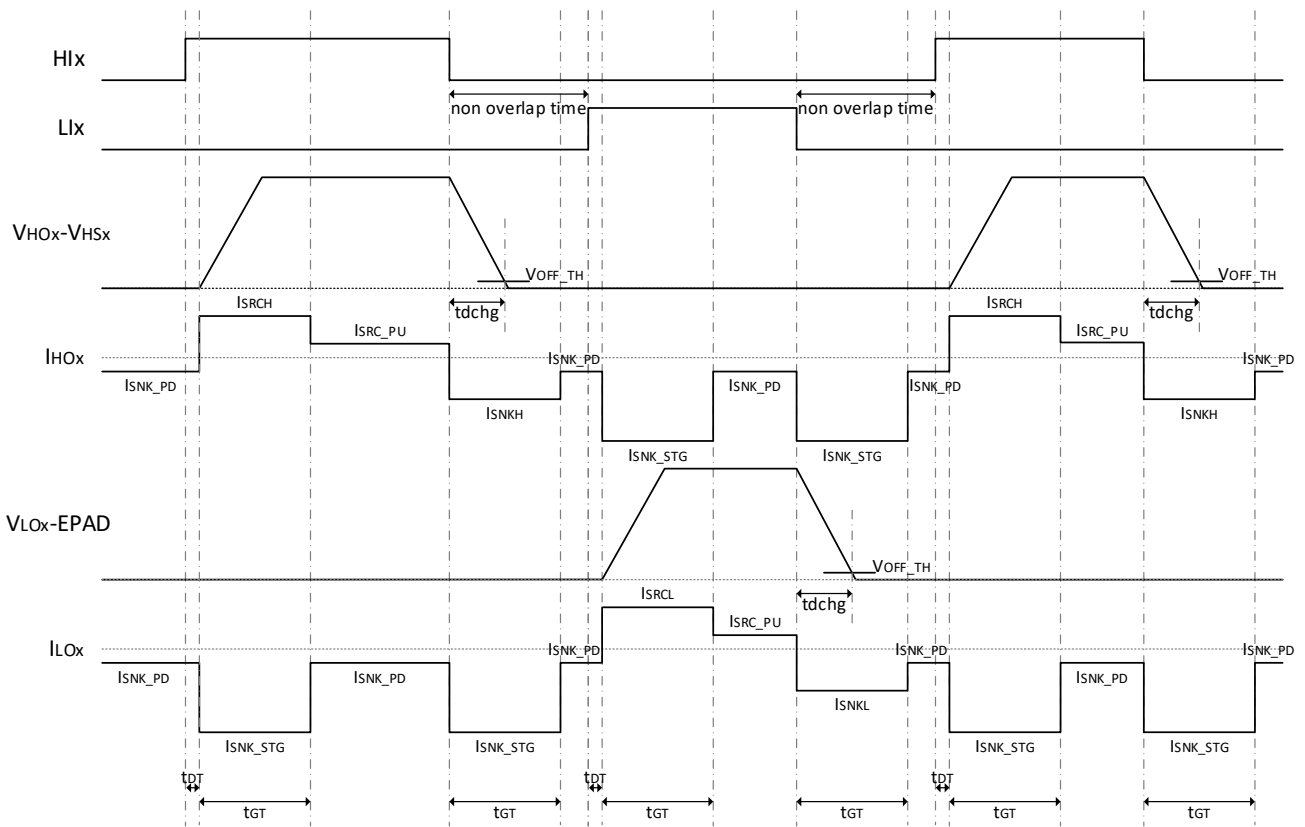 HIx
non overlap time
non overlap time
LIx
VHOx-VHSx
VOFF_TH
VOFF_TH
tdchg
tdchg
ISRCH
ISRCH
ISRC_PU
ISRC_PU
IHOx
ISNK_PD
ISNK_PD
ISNK_PD
ISNK_PD
ISNK_PD
ISNKH
ISNKH
ISNK_STG
ISNK_STG
VLOx-EPAD
VOFF_TH
tdchg
ISRCL
ISRC_PU
ILOx
ISNK_PD
ISNK_PD
ISNK_PD
ISNK_PD
ISNK_PD
ISNK_PD
ISNKL
ISNK_STG
ISNK_STG
ISNK_STG
ISNK_STG
tDT
tDT
tDT
tGT
tGT
tGT
tGT
tGT
tGT